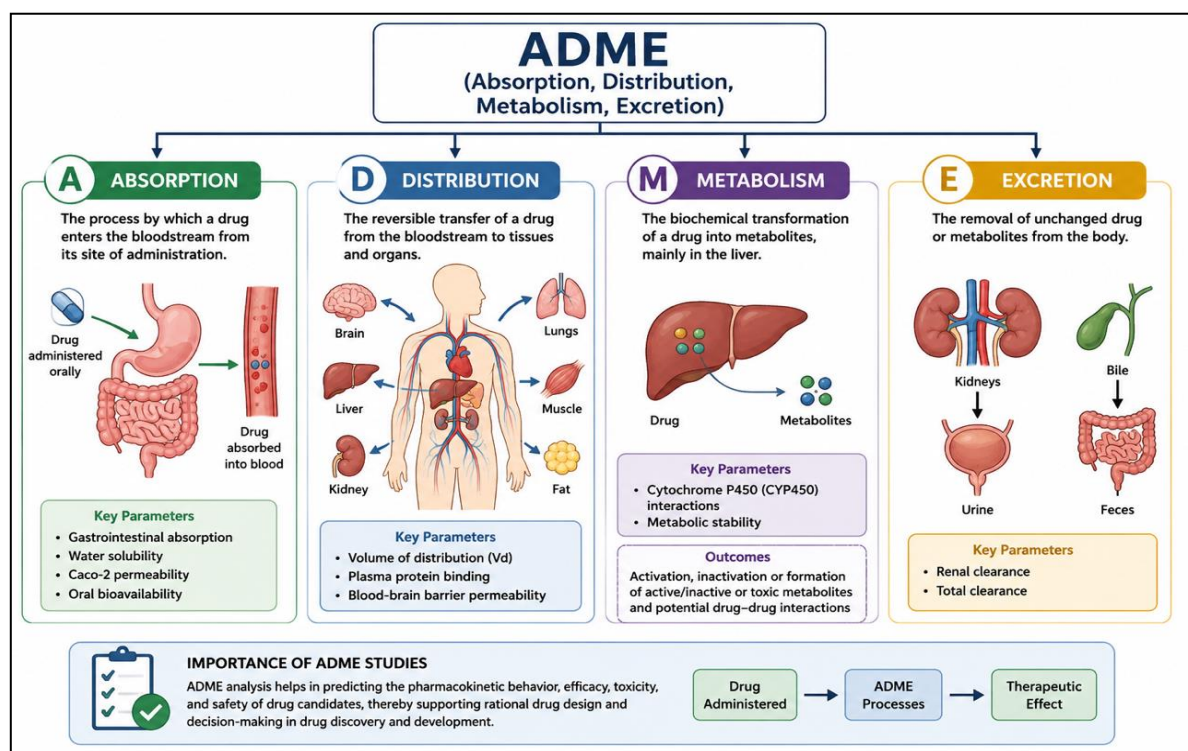 ADME
(Absorption, Distribution,
Metabolism, Excretion)
A ABSORPTION
The process by which a drug
enters the bloodstream from
its site of administration.
Drug
administered
orally
Drug
absorbed
into blood
Key Parameters
• Gastrointestinal absorption
• Water solubility
• Caco-2 permeability
• Oral bioavailability
D DISTRIBUTION
The reversible transfer of a drug
from the bloodstream to tissues
and organs.
Brain
Lungs
Liver
Muscle
Kidney
Fat
Key Parameters
• Volume of distribution (Vd)
• Plasma protein binding
• Blood-brain barrier permeability
M METABOLISM
The biochemical transformation
of a drug into metabolites,
mainly in the liver.
Drug
Metabolites
Key Parameters
• Cytochrome P450 (CYP450)
interactions
• Metabolic stability
Outcomes
Activation, inactivation or formation
of active/inactive or toxic metabolites
and potential drug–drug interactions
E EXCRETION
The removal of unchanged drug
or metabolites from the body.
Kidneys
Bile
Urine
Feces
Key Parameters
• Renal clearance
• Total clearance
IMPORTANCE OF ADME STUDIES
ADME analysis helps in predicting the pharmacokinetic behavior, efficacy, toxicity,
and safety of drug candidates, thereby supporting rational drug design and
decision-making in drug discovery and development.
Drug
Administered
ADME
Processes
Therapeutic
Effect